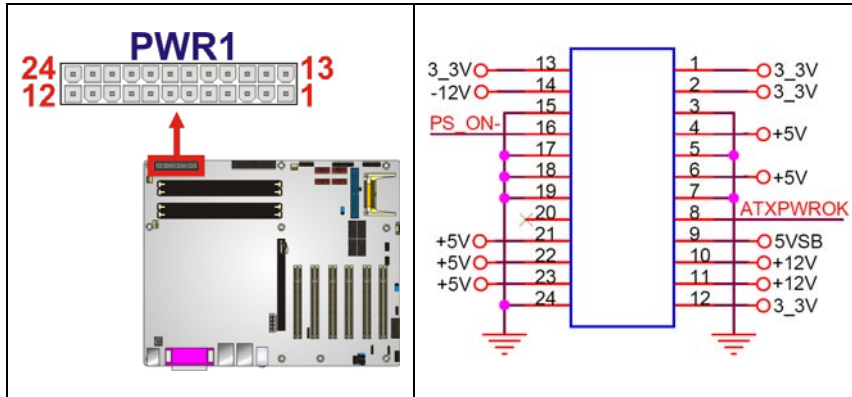 PWR1
24 13
12 1
3_3V 13 1 3_3V
-12V 14 2 3_3V
15 3
PS_ON- 16 4 +5V
17 5
18 6 +5V
19 7
20 8 ATXPWROK
+5V 21 9 5VSB
+5V 22 10 +12V
+5V 23 11 +12V
24 12 3_3V